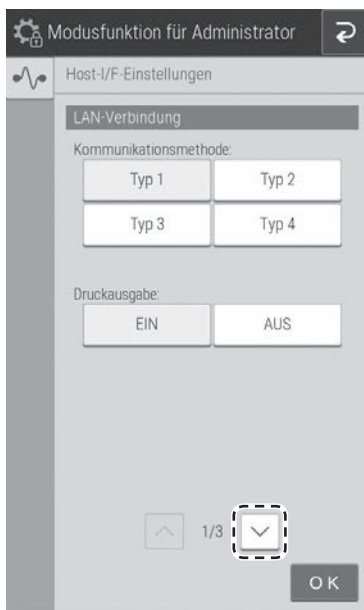 Modusfunktion für Administrator
Host-I/F-Einstellungen
LAN-Verbindung
Kommunikationsmethode:
Typ 1 Typ 2
Typ 3 Typ 4
Druckausgabe:
EIN AUS
1/3
OK